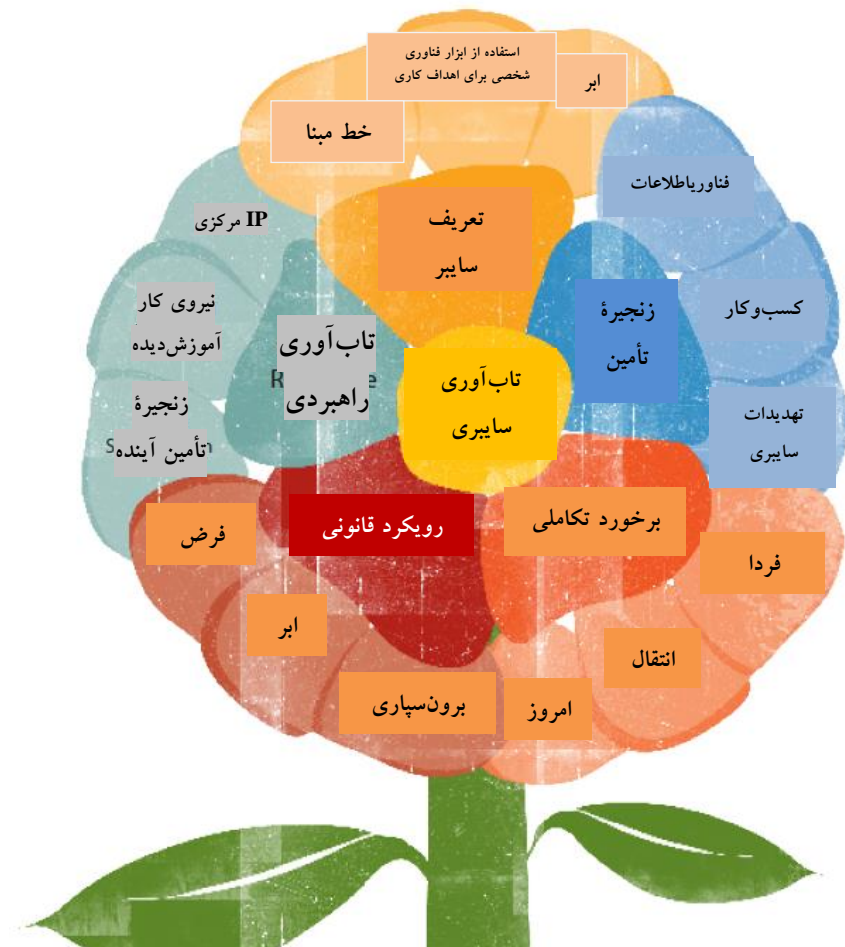 استفاده از ابزار فناوری
شخصی برای اهداف کاری
ابر
خط مبنا
فناوریاطلاعات
تعریف
سایبر
IP مرکزی
زنجیرهٔ
تأمین
کسب‌وکار
نیروی کار
آموزش‌دیده
تاب‌آوری
راهبردی
تاب‌آوری
سایبری
تهدیدات
سایبری
زنجیرهٔ
تأمین آینده
برخورد تکاملی
رویکرد قانونی
فرض
فردا
ابر
انتقال
امروز
برون‌سپاری